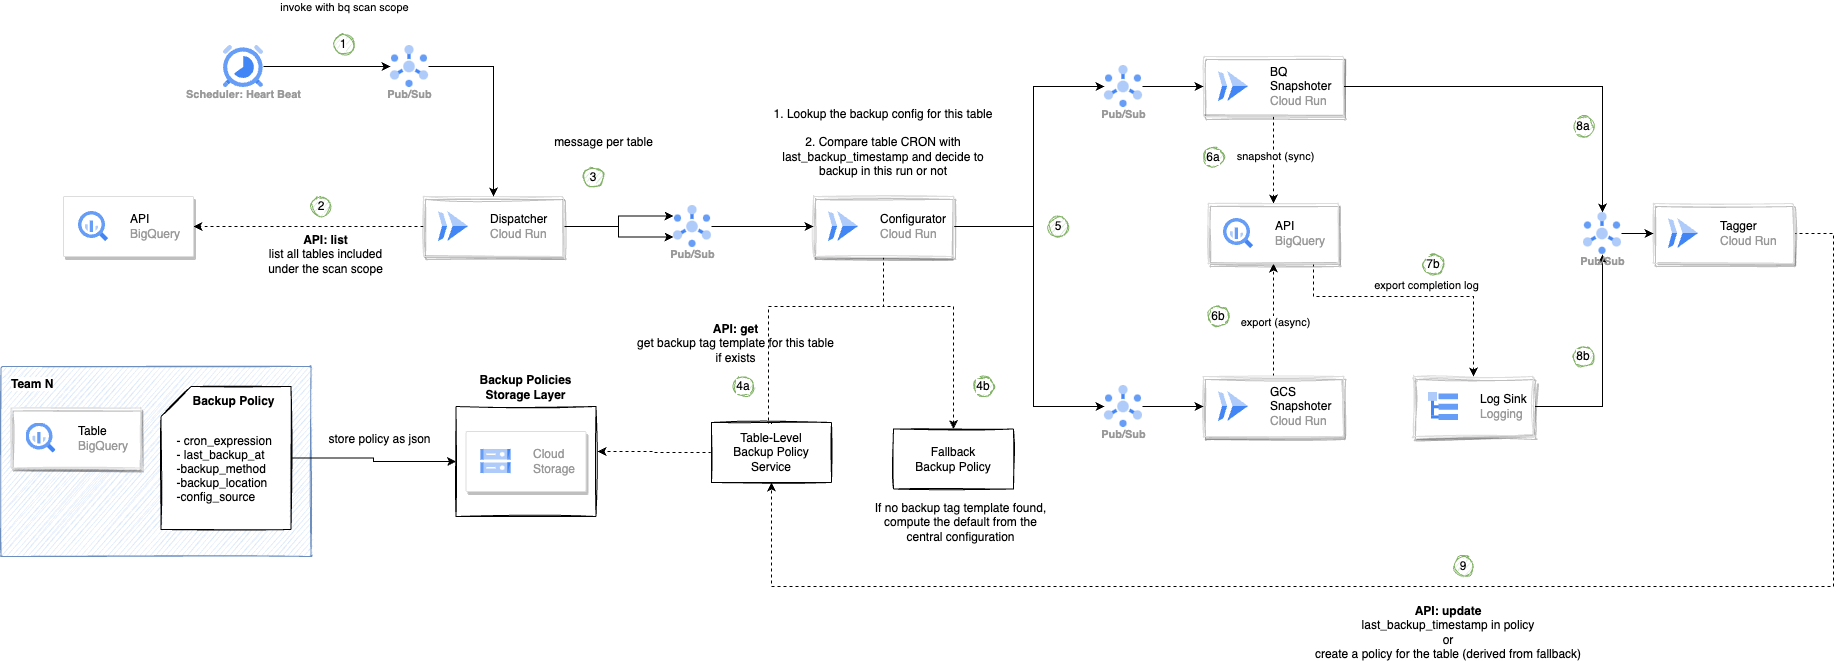 invoke with bq scan scope
1
Scheduler: Heart Beat
Pub/Sub
message per table
3
1. Lookup the backup config for this table
2. Compare table CRON with
last_backup_timestamp and decide to
backup in this run or not
API
BigQuery
2
API: list
list all tables included
under the scan scope
Dispatcher
Cloud Run
Pub/Sub
Configurator
Cloud Run
5
Pub/Sub
BQ
Snapshoter
Cloud Run
6a
snapshot (sync)
API
BigQuery
6b
export (async)
7b
export completion log
8a
Pub/Sub
Tagger
Cloud Run
8b
Pub/Sub
GCS
Snapshoter
Cloud Run
Log Sink
Logging
API: get
get backup tag template for this table
if exists
4a
4b
Team N
Table
BigQuery
Backup Policy
- cron_expression
- last_backup_at
-backup_method
-backup_location
-config_source
store policy as json
Backup Policies
Storage Layer
Cloud
Storage
Table-Level
Backup Policy
Service
Fallback
Backup Policy
If no backup tag template found,
compute the default from the
central configuration
9
API: update
last_backup_timestamp in policy
or
create a policy for the table (derived from fallback)